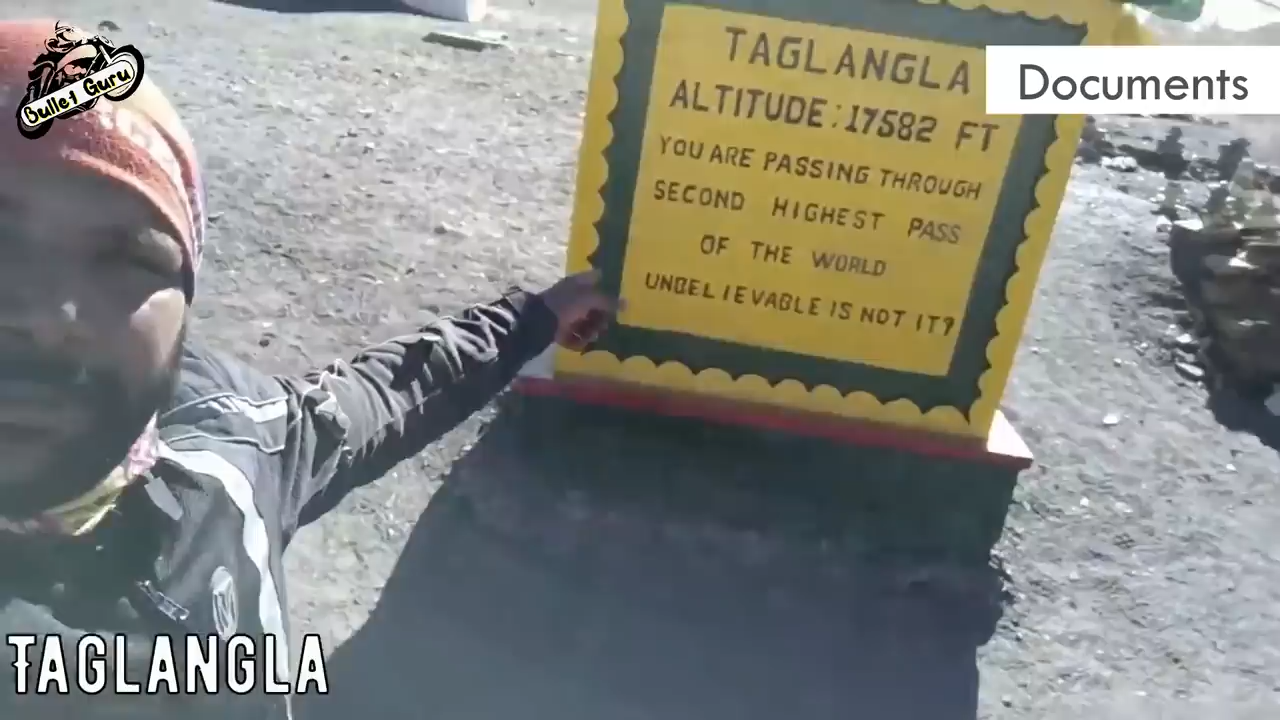 Bullet Guru
Documents
TAGLANGLA
ALTITUDE:17582 FT
YOU ARE PASSING THROUGH
SECOND HIGHEST PASS
OF THE WORLD
UNBELIEVABLE IS NOT IT?
TAGLANGLA